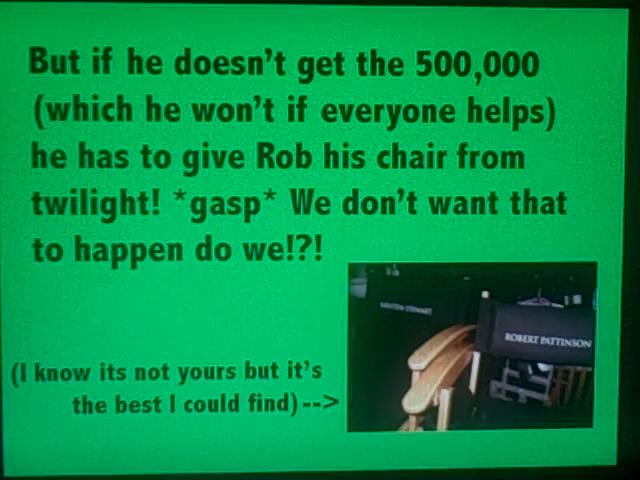 But if he doesn't get the 500,000
(which he won't if everyone helps)
he has to give Rob his chair from
twilight! *gasp* We don't want that
to happen do we!?!
KRISTEN STEWART
ROBERT PATTINSON
(I know its not yours but it's
the best I could find)-->